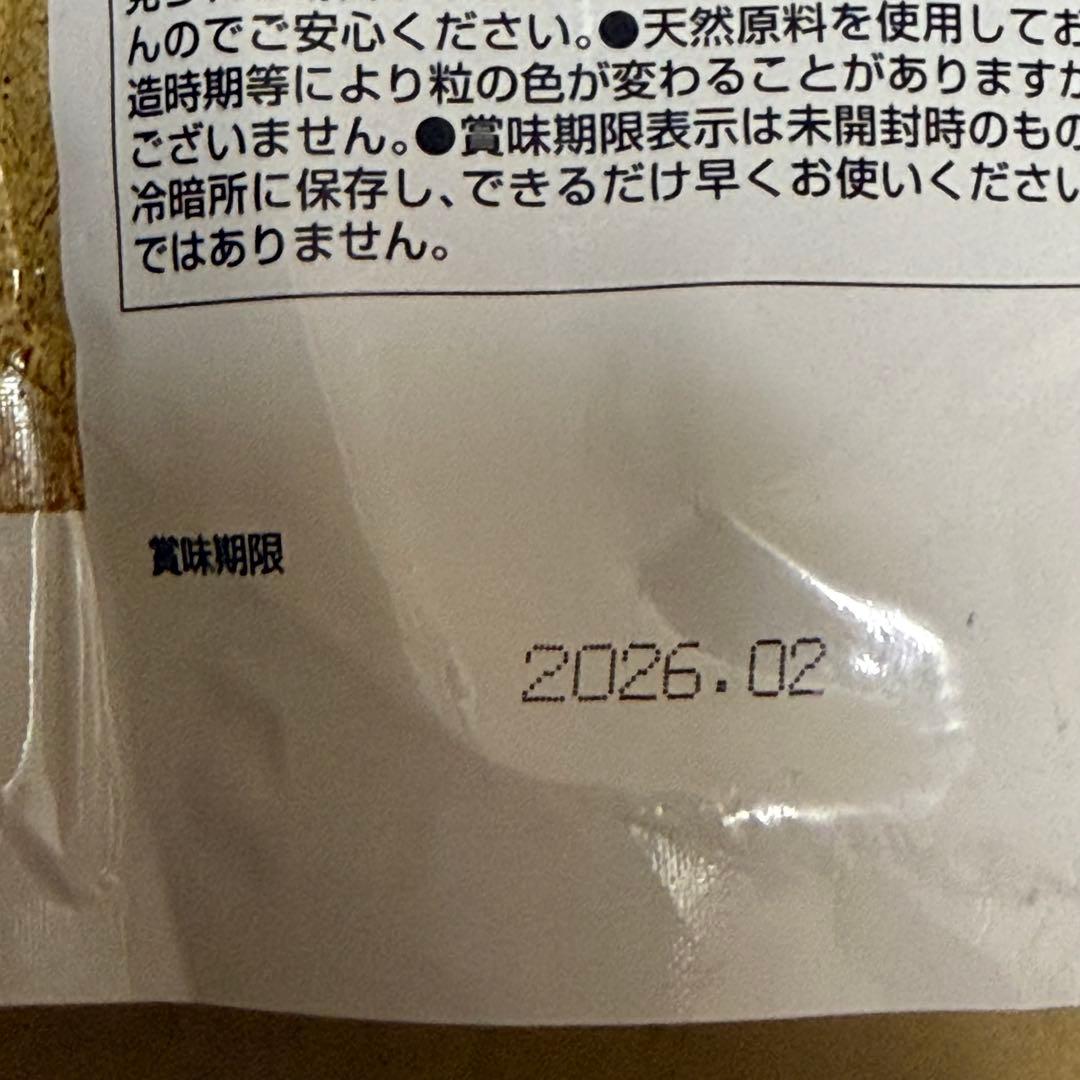 んのでご安心ください。●天然原料を使用してお
造時期等により粒の色が変わることがありますが
ございません。●賞味期限表示は未開封時のもの
冷暗所に保存し、できるだけ早くお使いください
ではありません。
賞味期限
2026.02